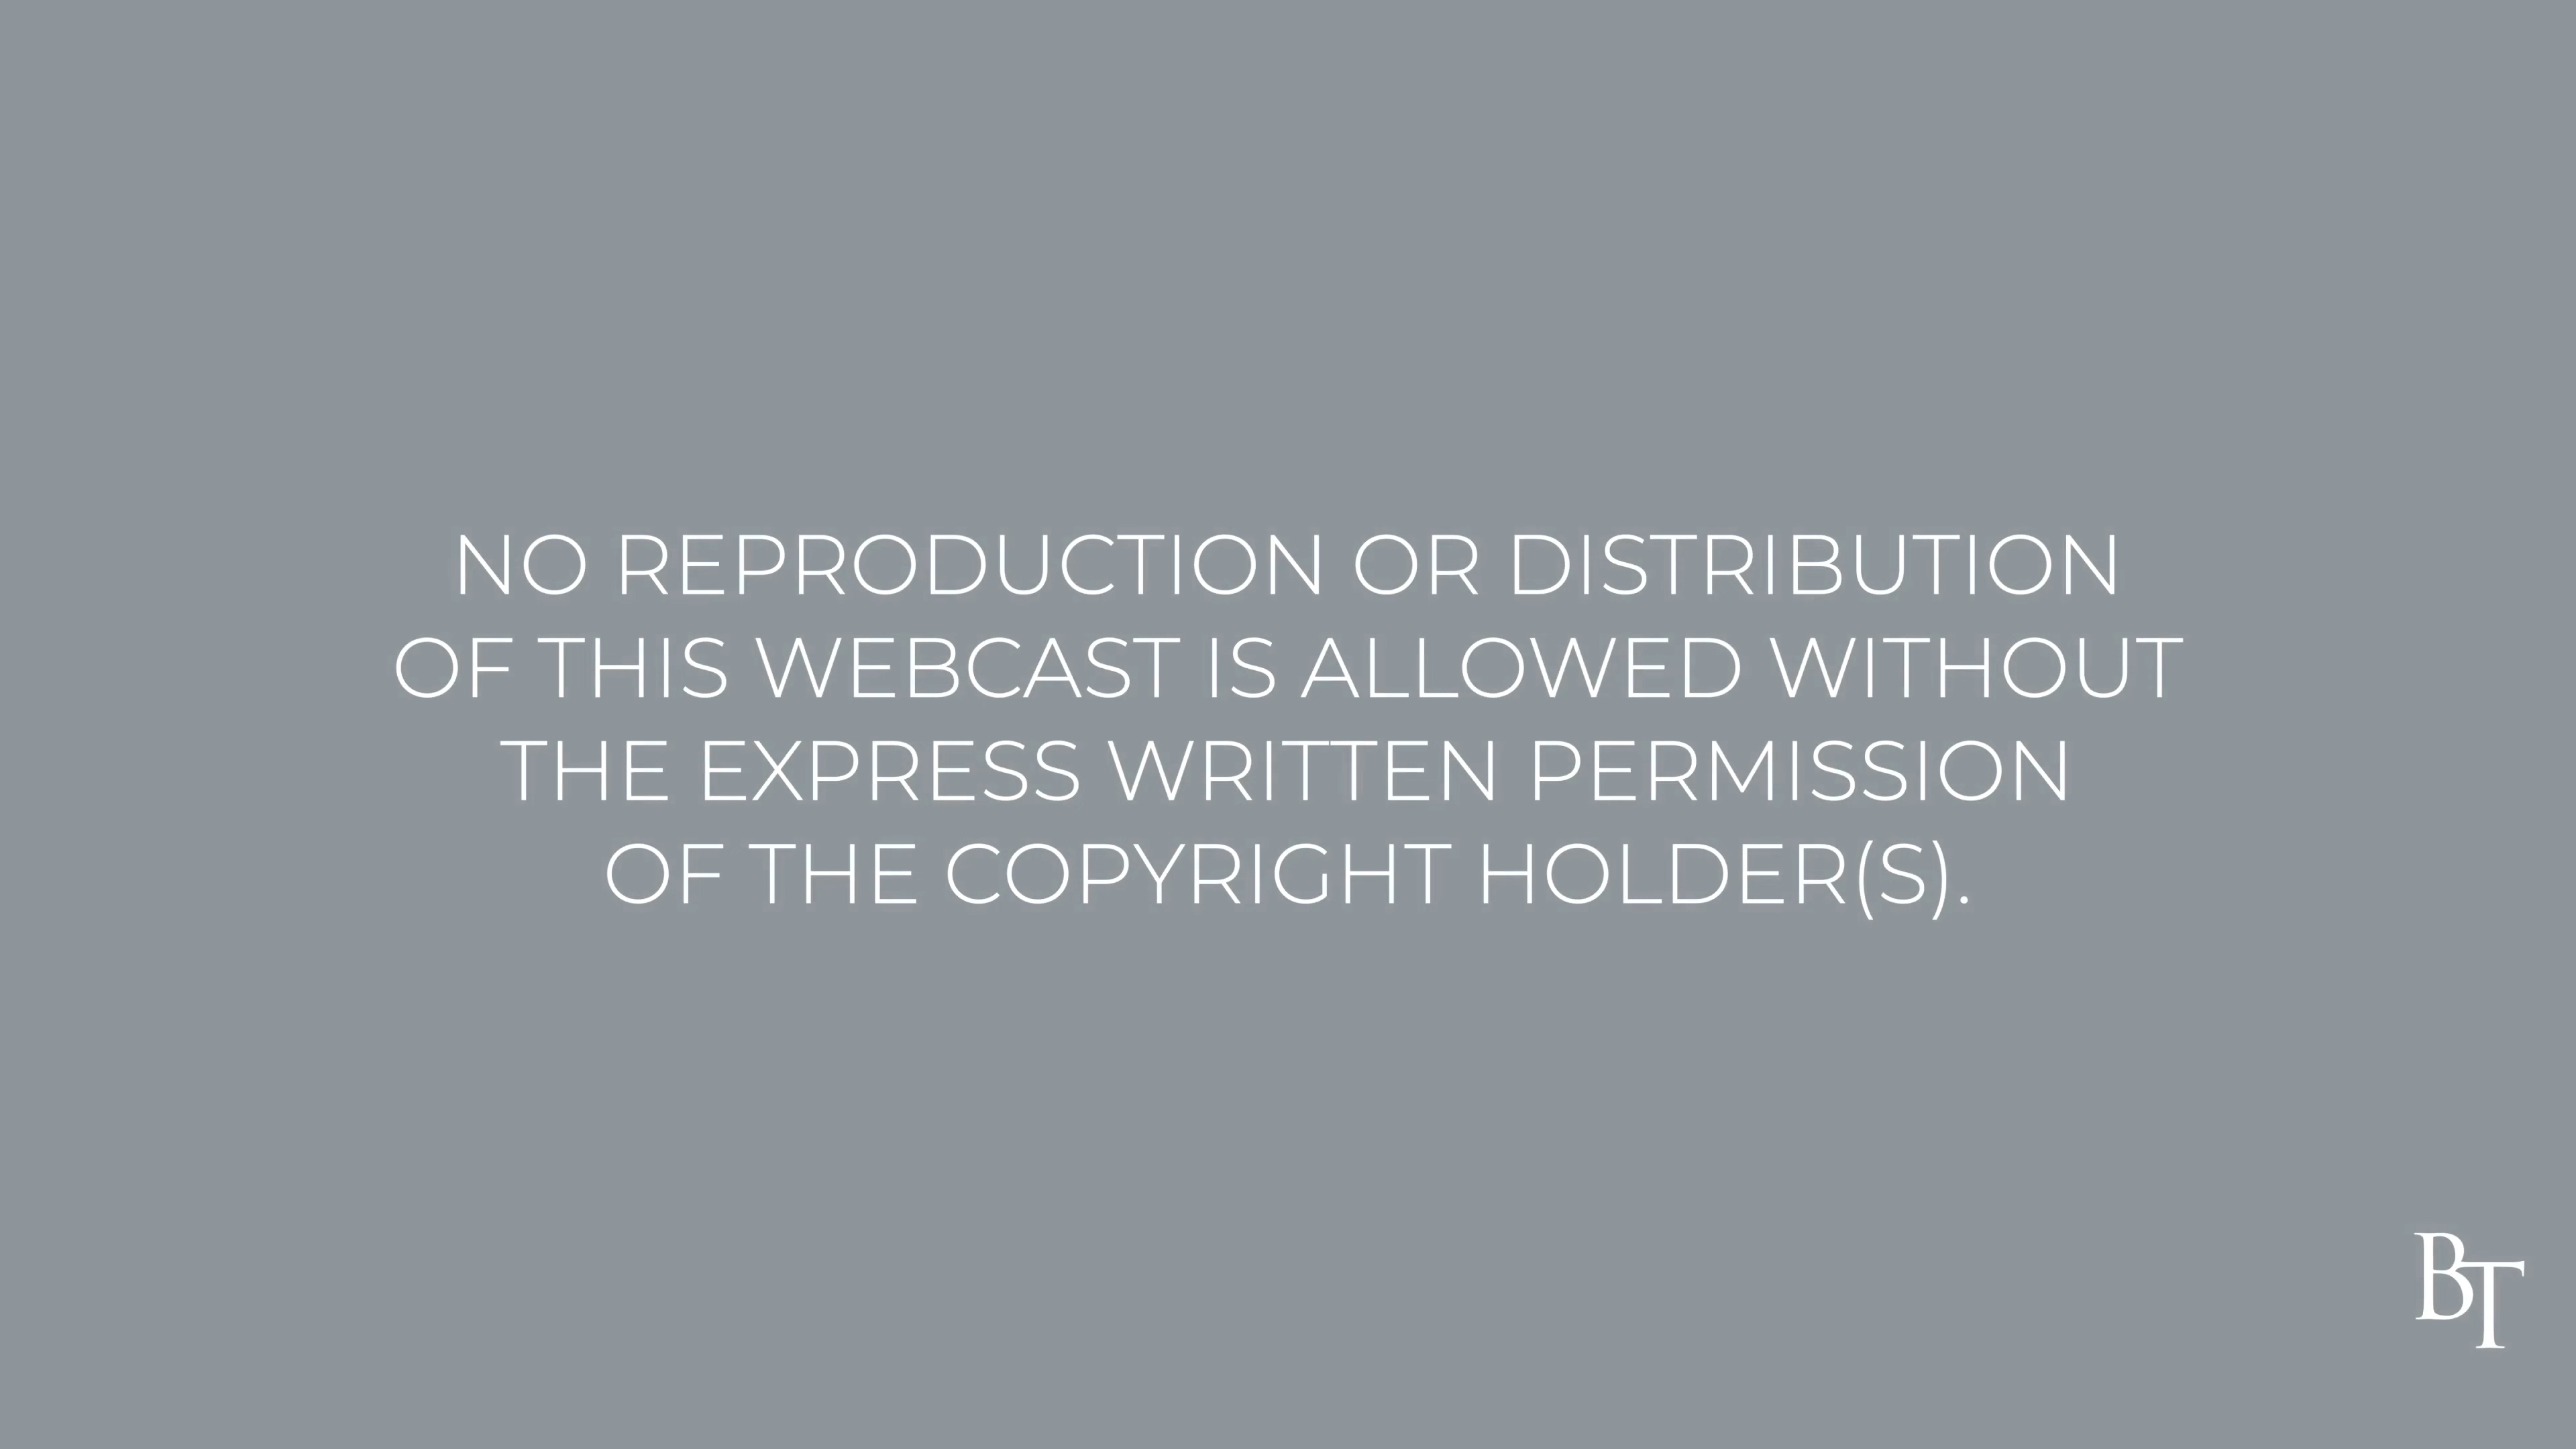 NO REPRODUCTION OR DISTRIBUTION
OF THIS WEBCAST IS ALLOWED WITHOUT
THE EXPRESS WRITTEN PERMISSION
OF THE COPYRIGHT HOLDER(S).
BT